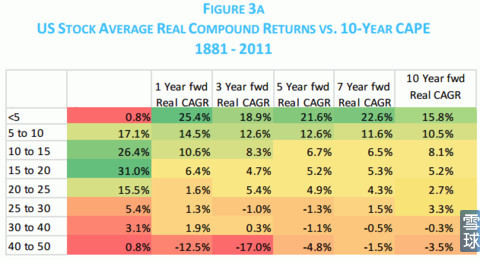 FIGURE 3A
US STOCK AVERAGE REAL COMPOUND RETURNS VS. 10-YEAR CAPE
1881 - 2011
1 Year fwd Real CAGR 3 Year fwd Real CAGR 5 Year fwd Real CAGR 7 Year fwd Real CAGR 10 Year fwd Real CAGR
<5 0.8% 25.4% 18.9% 21.6% 22.6% 15.8%
5 to 10 17.1% 14.5% 12.6% 12.6% 11.6% 10.5%
10 to 15 26.4% 10.6% 8.3% 6.7% 6.5% 8.1%
15 to 20 31.0% 6.4% 4.7% 5.2% 5.3% 5.2%
20 to 25 15.5% 1.6% 5.4% 4.9% 4.3% 2.7%
25 to 30 5.4% 1.3% -1.0% -1.3% 1.5% 3.3%
30 to 40 3.1% 1.9% 0.3% -1.1% -0.5% -0.3%
40 to 50 0.8% -12.5% -17.0% -4.8% -1.5% -3.5%
雪球